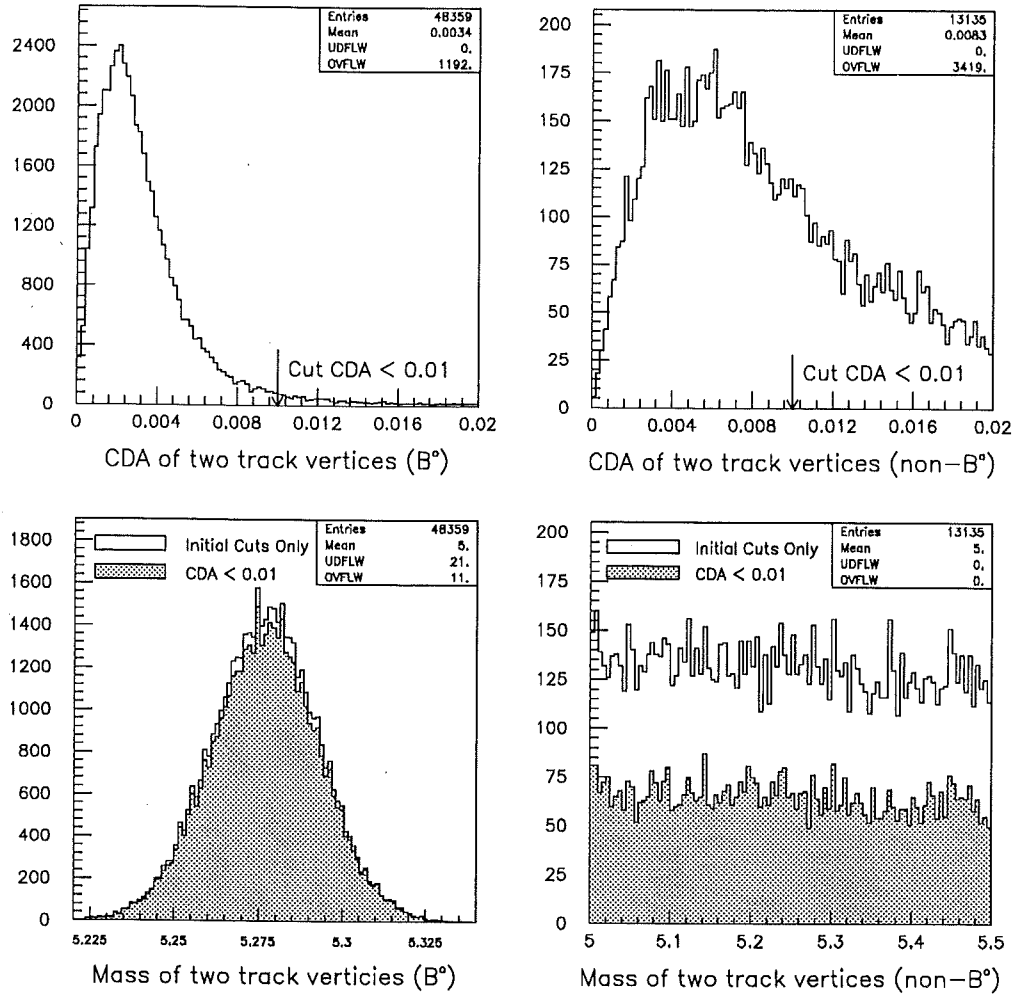 Entries 48359
Mean 0.0034
UDFLW 0.
OVFLW 1192.
2400
2000
1600
1200
800
400
0
Cut CDA < 0.01
0 0.004 0.008 0.012 0.016 0.02
CDA of two track vertices (B°)
Entries 13135
Mean 0.0083
UDFLW 0.
OVFLW 3419.
200
175
150
125
100
75
50
25
0
Cut CDA < 0.01
0 0.004 0.008 0.012 0.016 0.02
CDA of two track vertices (non-B°)
Entries 48359
Mean 5.
UDFLW 21.
OVFLW 11.
Initial Cuts Only
CDA < 0.01
1800
1600
1400
1200
1000
800
600
400
200
0
5.225 5.25 5.275 5.3 5.325
Mass of two track verticies (B°)
Entries 13135
Mean 5.
UDFLW 0.
OVFLW 0.
Initial Cuts Only
CDA < 0.01
200
175
150
125
100
75
50
25
0
5 5.1 5.2 5.3 5.4 5.5
Mass of two track vertices (non-B°)